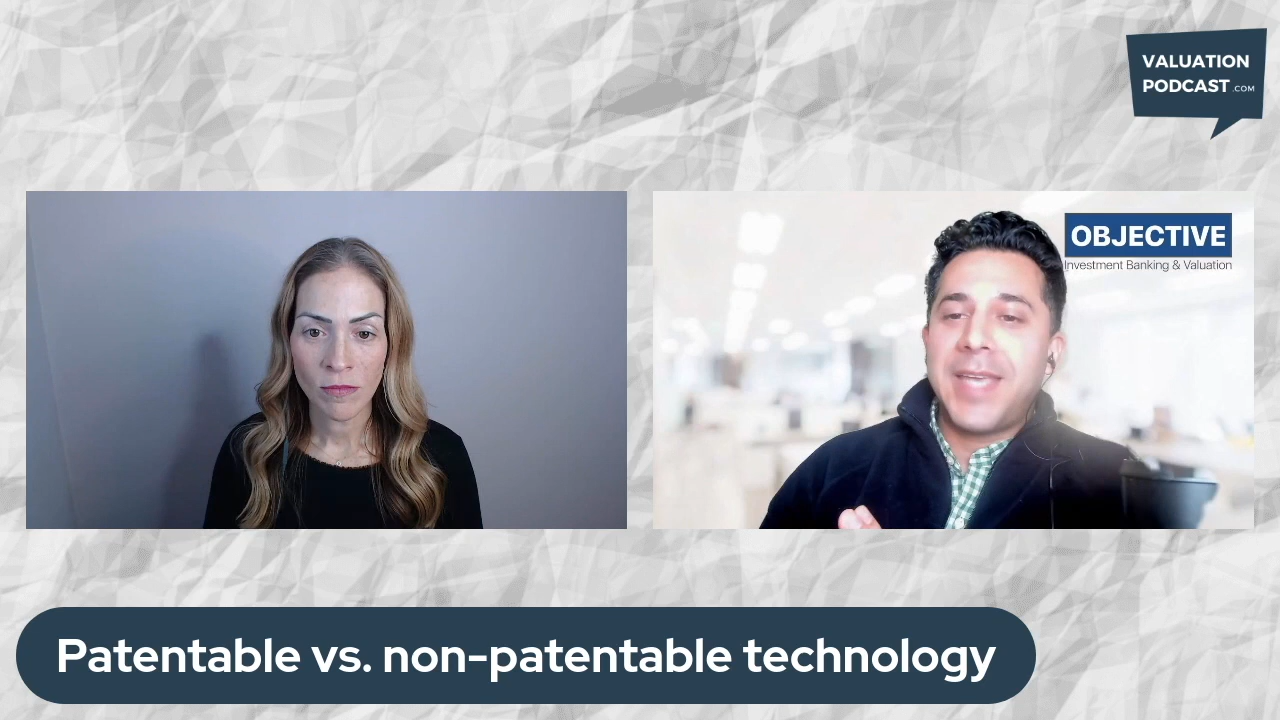 VALUATION
PODCAST.COM
OBJECTIVE
Investment Banking & Valuation
Patentable vs. non-patentable technology